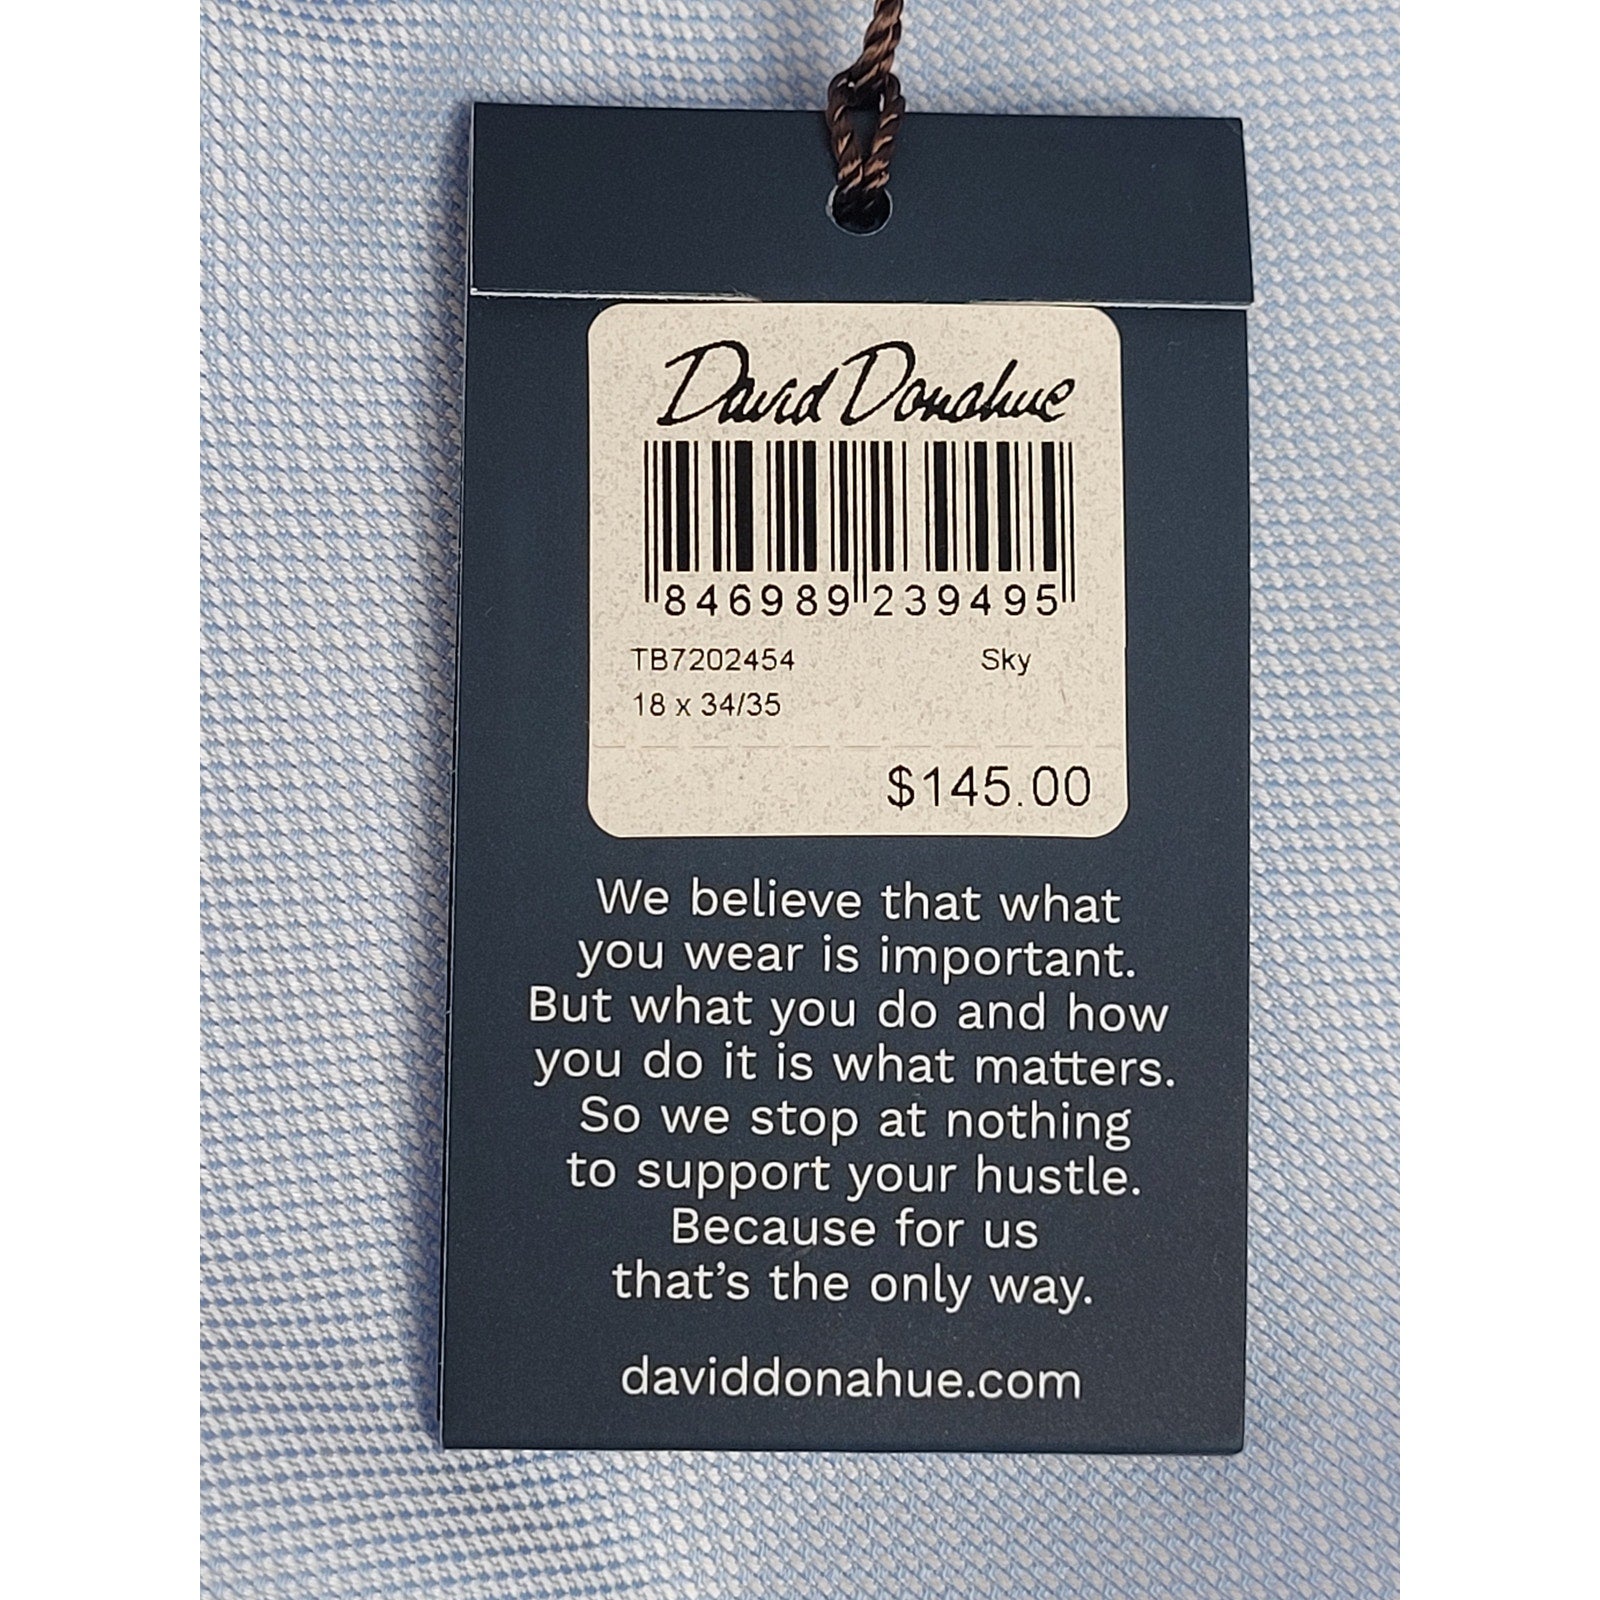 David Donahue
846989 239495
TB7202454 Sky
18 x 34/35
$145.00
We believe that what
you wear is important.
But what you do and how
you do it is what matters.
So we stop at nothing
to support your hustle.
Because for us
that's the only way.
daviddonahue.com